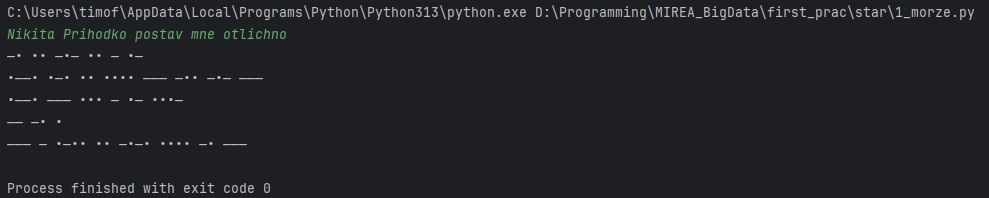 C:\Users\timof\AppData\Local\Programs\Python\Python313\python.exe D:\Programming\MIREA_BigData\first_prac\star\1_morze.py
Nikita Prihodko postav mne otlichno
—• •• —•— •• — •—
•——• •—• •• •••• ——— —•• —•— ———
•——• ——— ••• — •— •••—
—— —• •
——— — •—•• •• —•—• •••• —• ———
Process finished with exit code 0